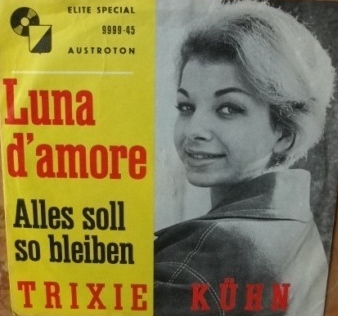 ELITE SPECIAL
9999-45
AUSTROTON
Luna
d'amore
Alles soll
so bleiben
TRIXIE KÜHN